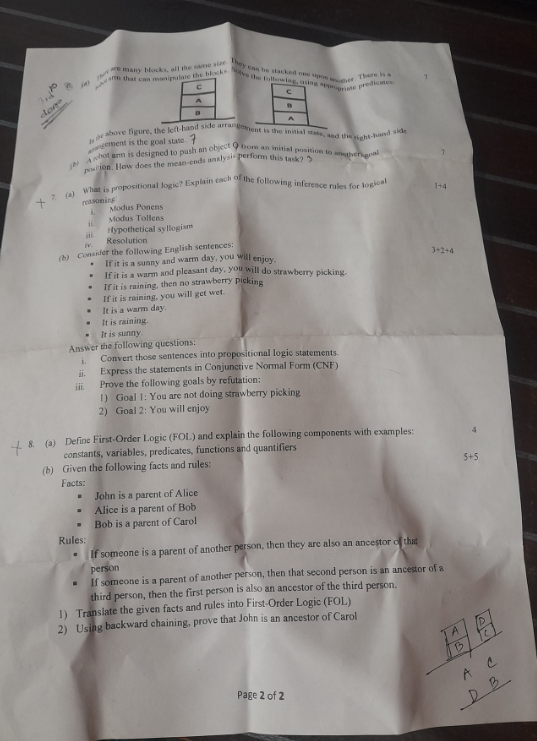 (a) There are many blocks, all the same size. They can be stacked one upon another. There is a 7
robot arm that can manipulate the blocks. Solve the following, using appropriate predicates.
done
C C
A B
B A
In the above figure, the left-hand side arrangement is the initial state, and the right-hand side
arrangement is the goal state. 7
(b) A robot arm is designed to push an object from an initial position to another goal 7
position. How does the mean-ends analysis perform this task?
+ 7. (a) What is propositional logic? Explain each of the following inference rules for logical 1+4
reasoning
i. Modus Ponens
ii. Modus Tollens
iii. Hypothetical syllogism
iv. Resolution
(b) Consider the following English sentences: 3+2+4
▪ If it is a sunny and warm day, you will enjoy.
▪ If it is a warm and pleasant day, you will do strawberry picking.
▪ If it is raining, then no strawberry picking
▪ If it is raining, you will get wet.
▪ It is a warm day.
▪ It is raining.
▪ It is sunny.
Answer the following questions:
i. Convert those sentences into propositional logic statements.
ii. Express the statements in Conjunctive Normal Form (CNF)
iii. Prove the following goals by refutation:
1) Goal 1: You are not doing strawberry picking
2) Goal 2: You will enjoy
+ 8. (a) Define First-Order Logic (FOL) and explain the following components with examples: 4
constants, variables, predicates, functions and quantifiers
(b) Given the following facts and rules: 5+5
Facts:
▪ John is a parent of Alice
▪ Alice is a parent of Bob
▪ Bob is a parent of Carol
Rules:
▪ If someone is a parent of another person, then they are also an ancestor of that
person
▪ If someone is a parent of another person, then that second person is an ancestor of a
third person, then the first person is also an ancestor of the third person.
1) Translate the given facts and rules into First-Order Logic (FOL)
2) Using backward chaining, prove that John is an ancestor of Carol
A D
B C
A C
D B
Page 2 of 2